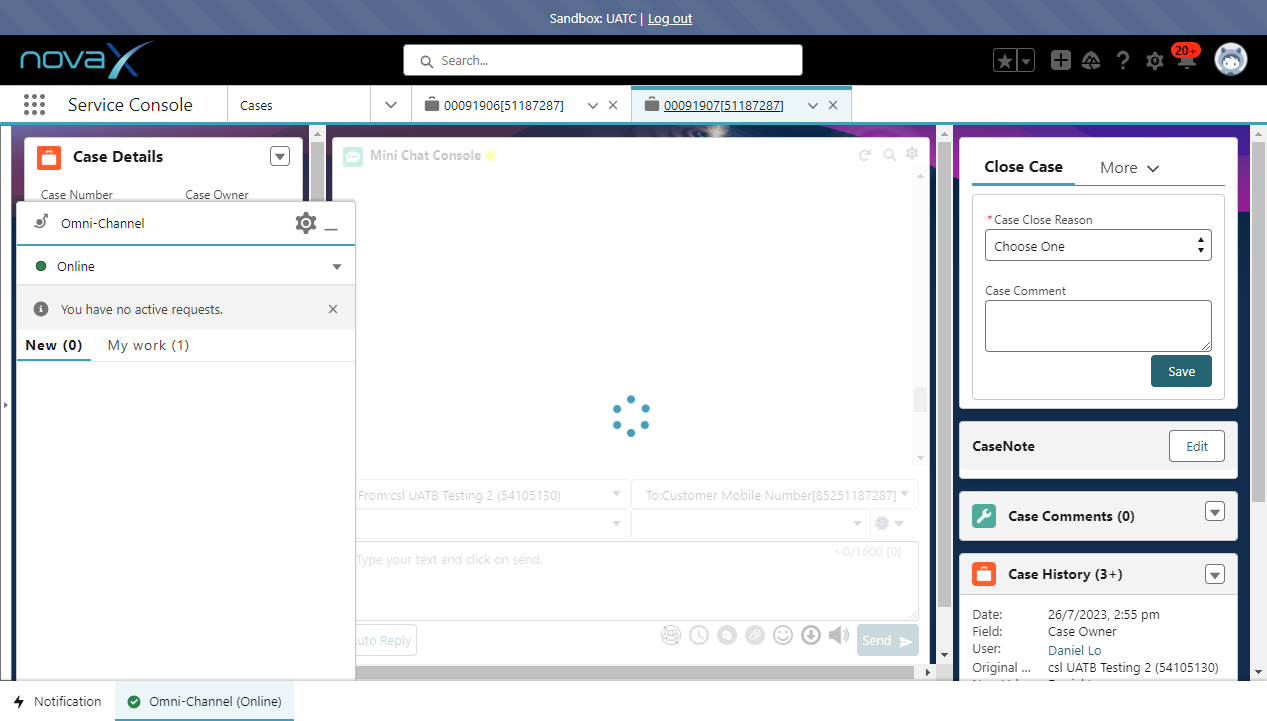 Sandbox: UATC | Log out
novaX
Search...
20+
Service Console
Cases
00091906[51187287]
00091907[51187287]
Case Details
Case Number
Case Owner
Omni-Channel
Online
You have no active requests.
New (0)
My work (1)
Mini Chat Console
From:csl UATB Testing 2 (54105130)
To:Customer Mobile Number[85251187287]
Type your text and click on send.
~0/1600 [0]
uto Reply
Send
Close Case
More
*Case Close Reason
Choose One
Case Comment
Save
CaseNote
Edit
Case Comments (0)
Case History (3+)
Date: 26/7/2023, 2:55 pm
Field: Case Owner
User: Daniel Lo
Original ... csl UATB Testing 2 (54105130)
Notification
Omni-Channel (Online)